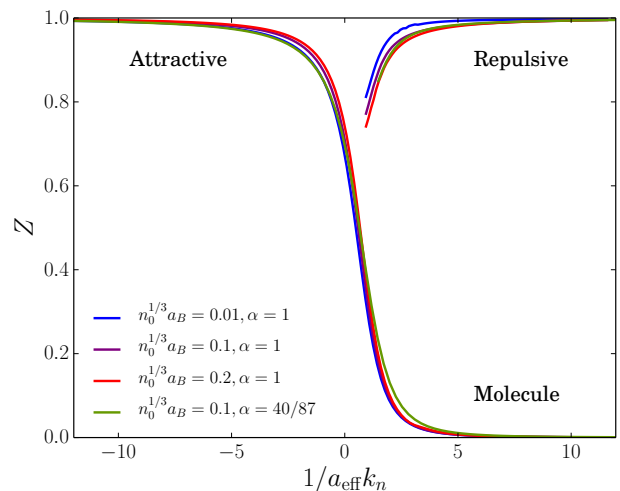 1.0
0.8
0.6
0.4
0.2
0.0
Z
Attractive
Repulsive
Molecule
n_0^{1/3} a_B = 0.01, α = 1
n_0^{1/3} a_B = 0.1, α = 1
n_0^{1/3} a_B = 0.2, α = 1
n_0^{1/3} a_B = 0.1, α = 40/87
−10 −5 0 5 10
1/a_{eff} k_n